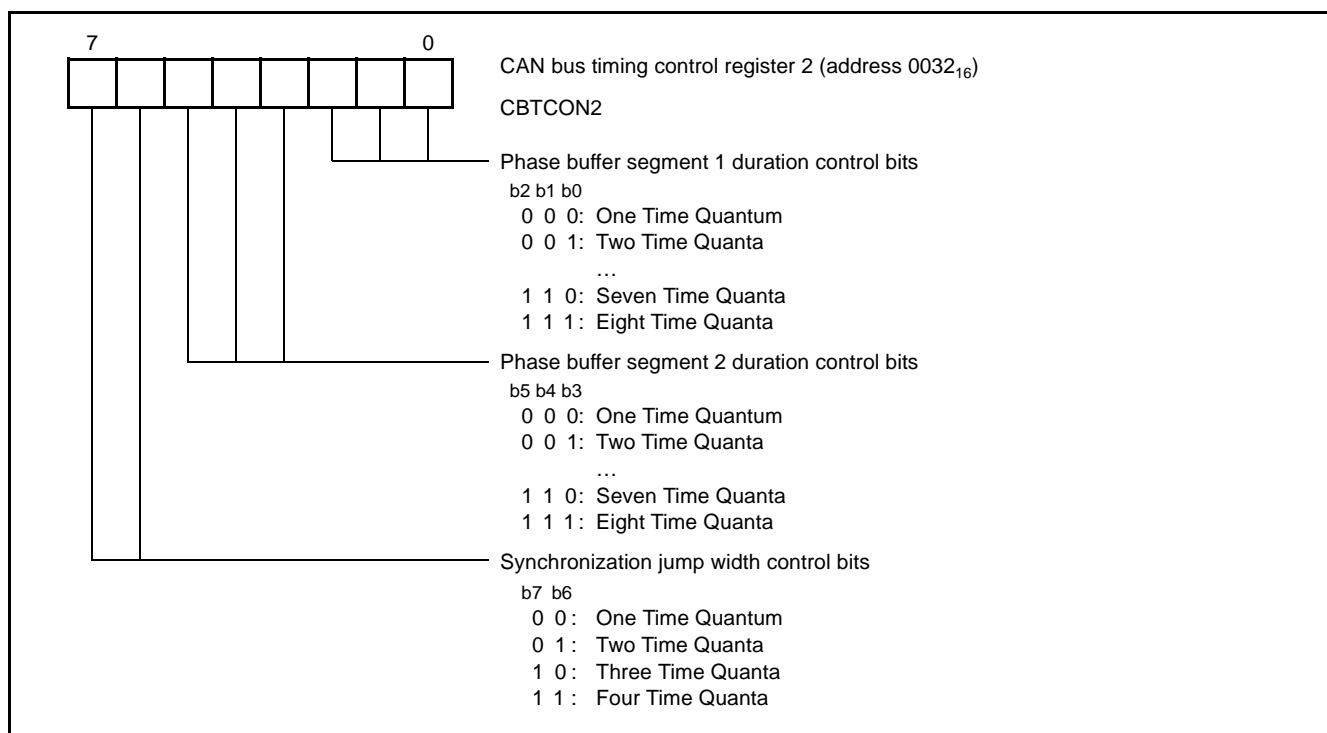 7 0
CAN bus timing control register 2 (address 0032₁₆)
CBTCON2
Phase buffer segment 1 duration control bits
b2 b1 b0
0 0 0: One Time Quantum
0 0 1: Two Time Quanta
…
1 1 0: Seven Time Quanta
1 1 1: Eight Time Quanta
Phase buffer segment 2 duration control bits
b5 b4 b3
0 0 0: One Time Quantum
0 0 1: Two Time Quanta
…
1 1 0: Seven Time Quanta
1 1 1: Eight Time Quanta
Synchronization jump width control bits
b7 b6
0 0: One Time Quantum
0 1: Two Time Quanta
1 0: Three Time Quanta
1 1: Four Time Quanta